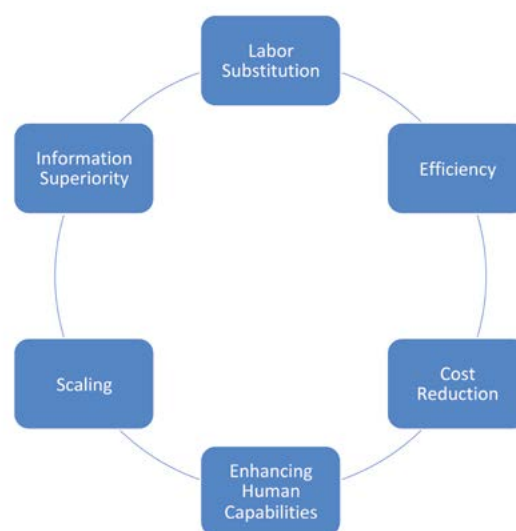 Labor
Substitution
Efficiency
Cost
Reduction
Enhancing
Human
Capabilities
Scaling
Information
Superiority